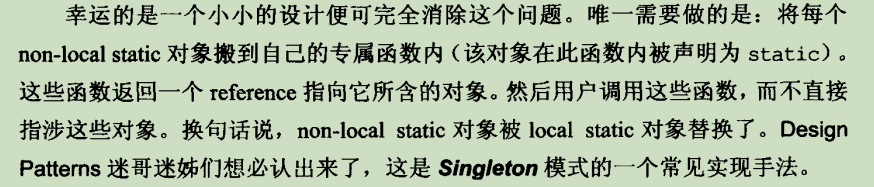 幸运的是一个小小的设计便可完全消除这个问题。唯一需要做的是：将每个
non-local static 对象搬到自己的专属函数内（该对象在此函数内被声明为 static）。
这些函数返回一个 reference 指向它所含的对象。然后用户调用这些函数，而不直接
指涉这些对象。换句话说，non-local static 对象被 local static 对象替换了。Design
Patterns 迷哥迷姊们想必认出来了，这是 Singleton 模式的一个常见实现手法。